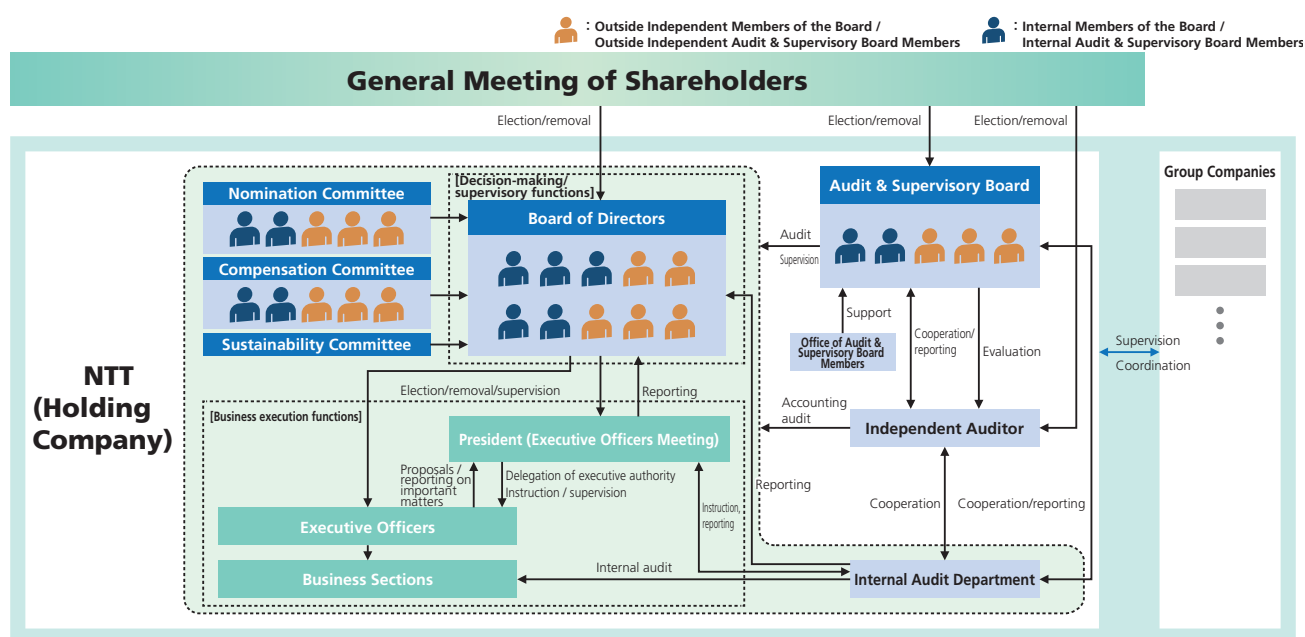 : Outside Independent Members of the Board /
Outside Independent Audit & Supervisory Board Members
: Internal Members of the Board /
Internal Audit & Supervisory Board Members
General Meeting of Shareholders
Election/removal
Election/removal
Election/removal
NTT
(Holding
Company)
Nomination Committee
Compensation Committee
Sustainability Committee
[Decision-making/
supervisory functions]
Board of Directors
Audit & Supervisory Board
Audit
Supervision
Support
Office of Audit &
Supervisory Board
Members
Cooperation/
reporting
Evaluation
Group Companies
Supervision
Coordination
Election/removal/supervision
Reporting
[Business execution functions]
President (Executive Officers Meeting)
Accounting
audit
Independent Auditor
Proposals /
reporting on
important
matters
Delegation of executive authority
Instruction / supervision
Instruction,
reporting
Reporting
Cooperation
Cooperation/reporting
Executive Officers
Business Sections
Internal audit
Internal Audit Department